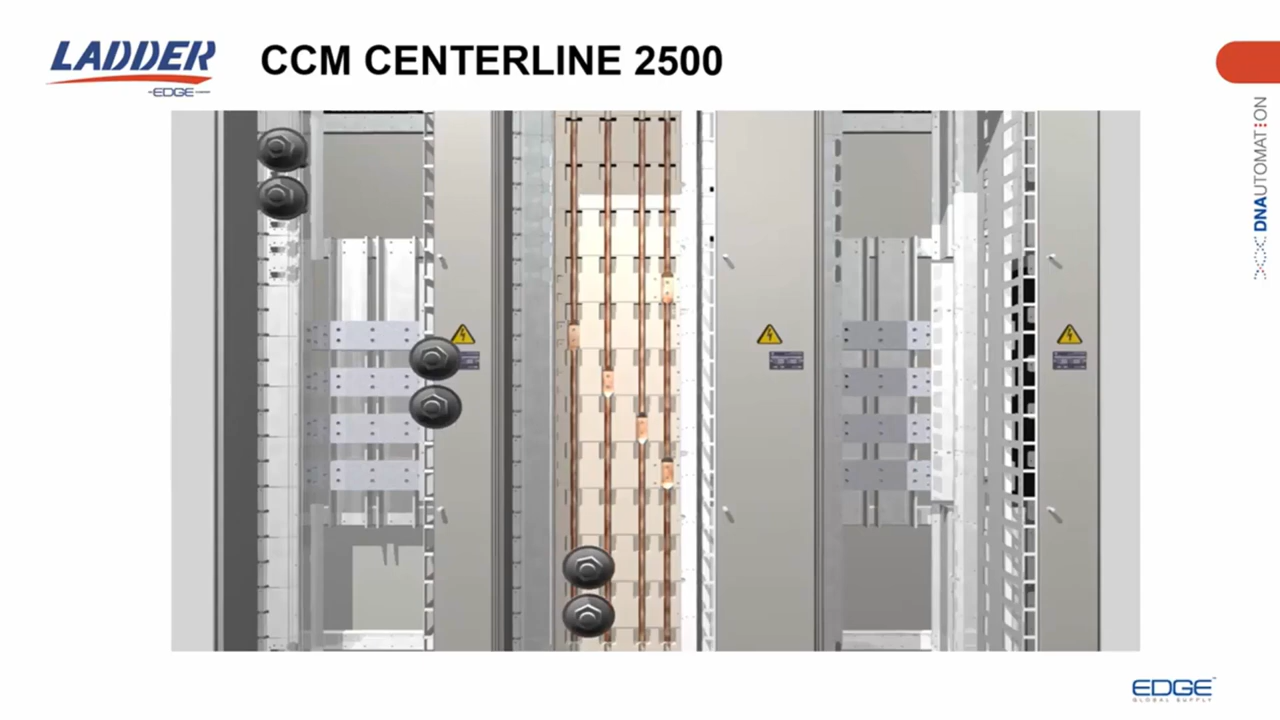 LADDER
EDGE
CCM CENTERLINE 2500
DNAUTOMATION
EDGE
GLOBAL SUPPLY